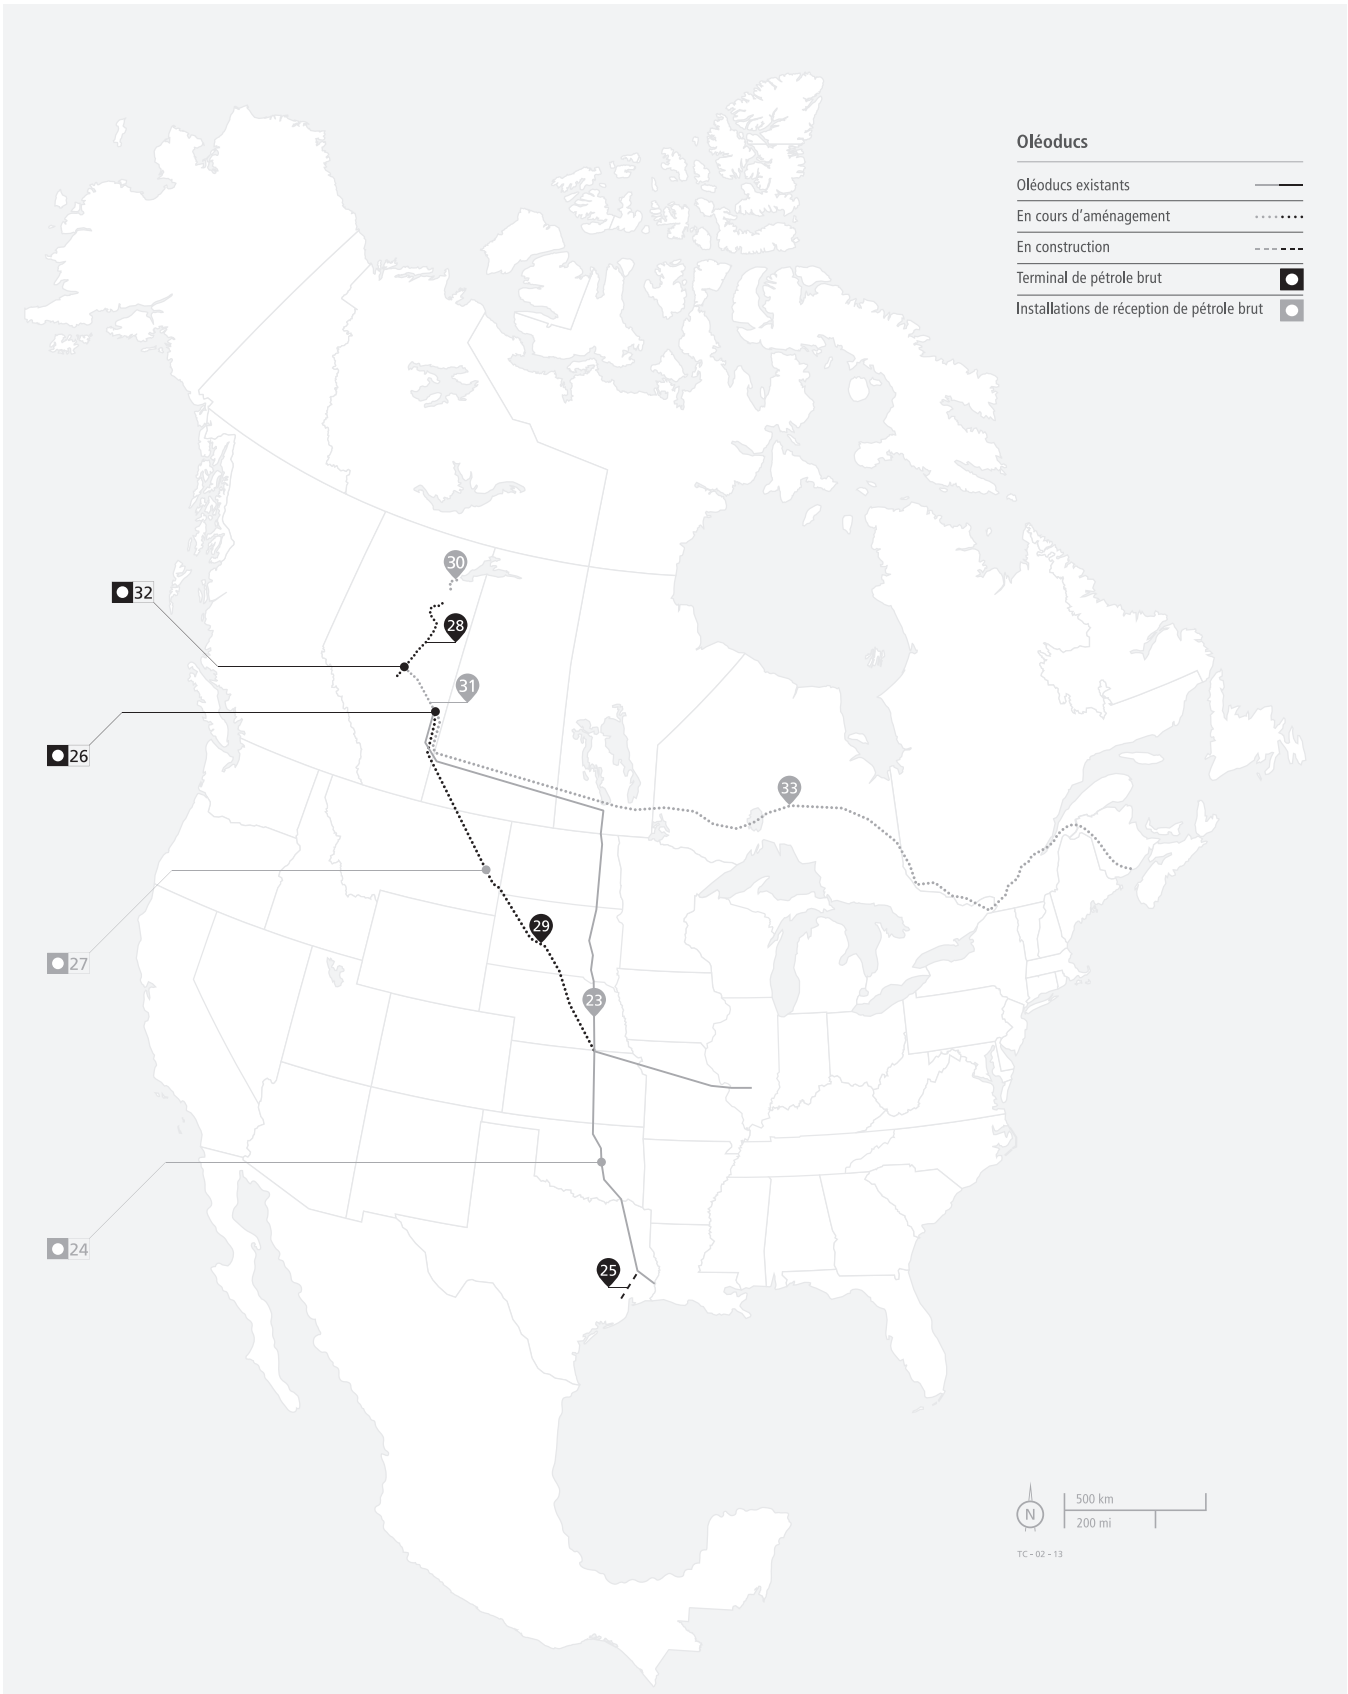 Oléoducs
Oléoducs existants
En cours d'aménagement
En construction
Terminal de pétrole brut
Installations de réception de pétrole brut
30
32
28
31
26
33
29
27
23
24
25
500 km
N
200 mi
TC – 02 – 13